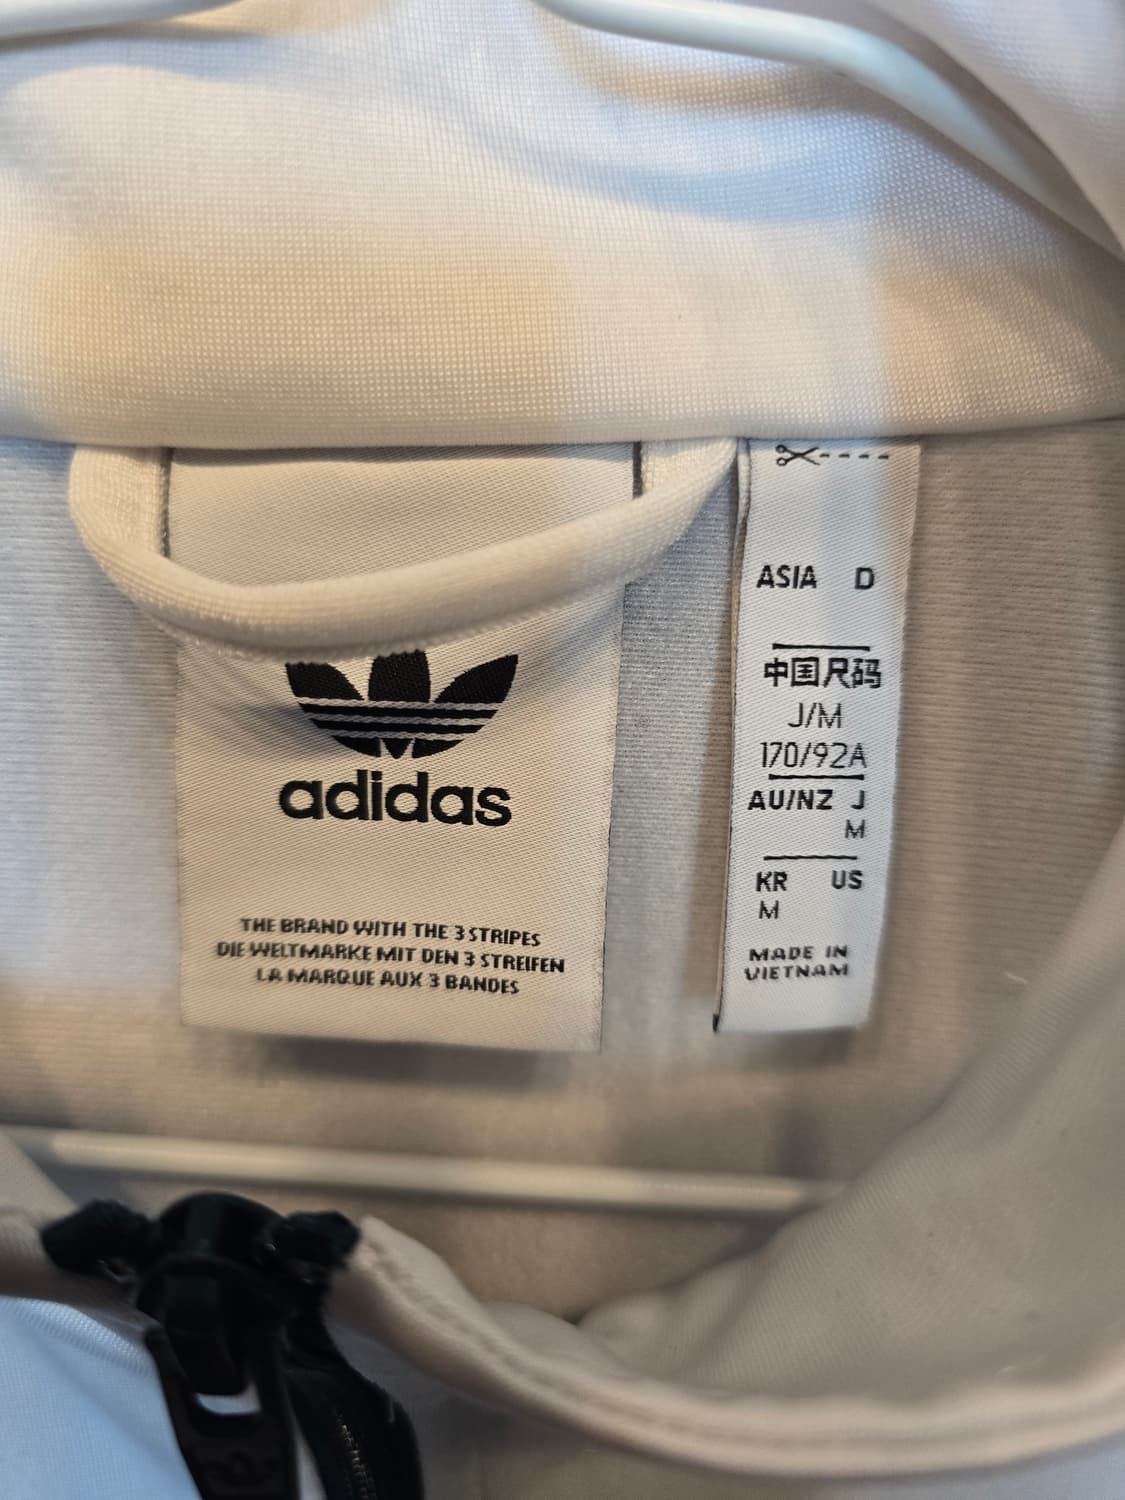 adidas
THE BRAND WITH THE 3 STRIPES
DIE WELTMARKE MIT DEN 3 STREIFEN
LA MARQUE AUX 3 BANDES
ASIA D
中国尺码
J/M
170/92A
AU/NZ J
M
KR US
M
MADE IN
VIETNAM